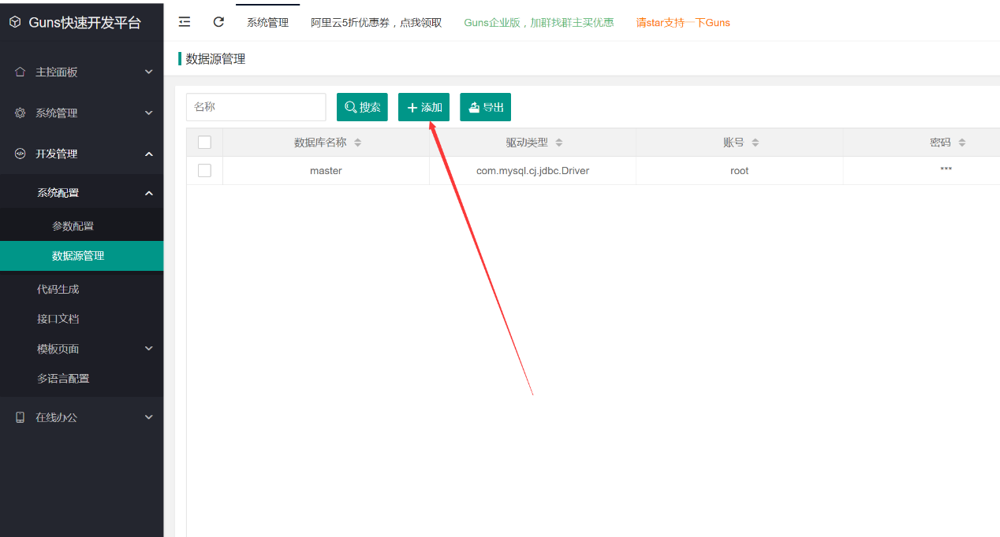 Guns快速开发平台
系统管理 阿里云5折优惠券，点我领取 Guns企业版，加群找群主买优惠 请star支持一下Guns
主控面板
系统管理
开发管理
系统配置
参数配置
数据源管理
代码生成
接口文档
模板页面
多语言配置
在线办公
数据源管理
名称 搜索 添加 导出
数据库名称 驱动类型 账号 密码
master com.mysql.cj.jdbc.Driver root ***